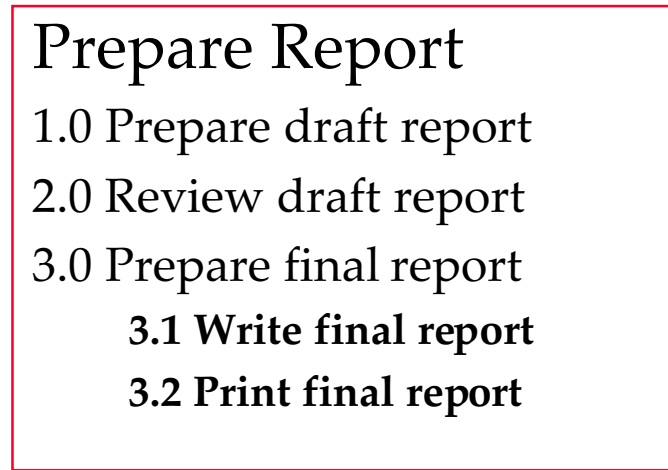 Prepare Report
1.0 Prepare draft report
2.0 Review draft report
3.0 Prepare final report
3.1 Write final report
3.2 Print final report